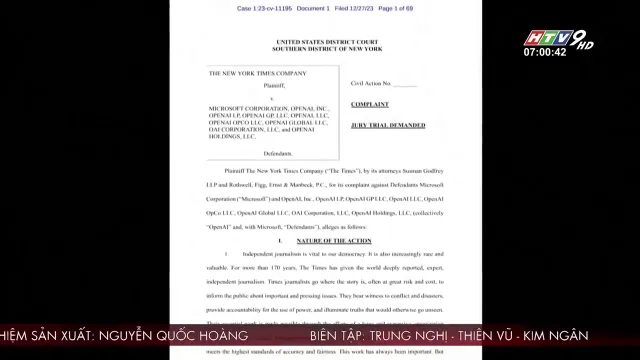 Case 1:23-cv-11195 Document 1 Filed 12/27/23 Page 1 of 69
HTV9 HD
07:00:42
UNITED STATES DISTRICT COURT
SOUTHERN DISTRICT OF NEW YORK
THE NEW YORK TIMES COMPANY
Plaintiff,
v.
MICROSOFT CORPORATION, OPENAI, INC.,
OPENAI LP, OPENAI GP, LLC, OPENAI, LLC,
OPENAI OPCO LLC, OPENAI GLOBAL LLC,
OAI CORPORATION, LLC, and OPENAI
HOLDINGS, LLC,
Defendants.
Civil Action No. ______
COMPLAINT
JURY TRIAL DEMANDED
Plaintiff The New York Times Company ("The Times"), by its attorneys Susman Godfrey
LLP and Rothwell, Figg, Ernst & Manbeck, P.C., for its complaint against Defendants Microsoft
Corporation ("Microsoft") and OpenAI, Inc., OpenAI LP, OpenAI GP LLC, OpenAI LLC, OpenAI
OpCo LLC, OpenAI Global LLC, OAI Corporation, LLC, OpenAI Holdings, LLC, (collectively
"OpenAI" and, with Microsoft, "Defendants"), alleges as follows:
I. NATURE OF THE ACTION
1. Independent journalism is vital to our democracy. It is also increasingly rare and
valuable. For more than 170 years, The Times has given the world deeply reported, expert,
independent journalism. Times journalists go where the story is, often at great risk and cost, to
inform the public about important and pressing issues. They bear witness to conflict and disasters,
provide accountability for the use of power, and illuminate truths that would otherwise go unseen.
HIỆM SẢN XUẤT: NGUYỄN QUỐC HOÀNG BIÊN TẬP: TRUNG NGHỊ - THIÊN VŨ - KIM NGÂN
meets the highest standards of accuracy and fairness. This work has always been important. But